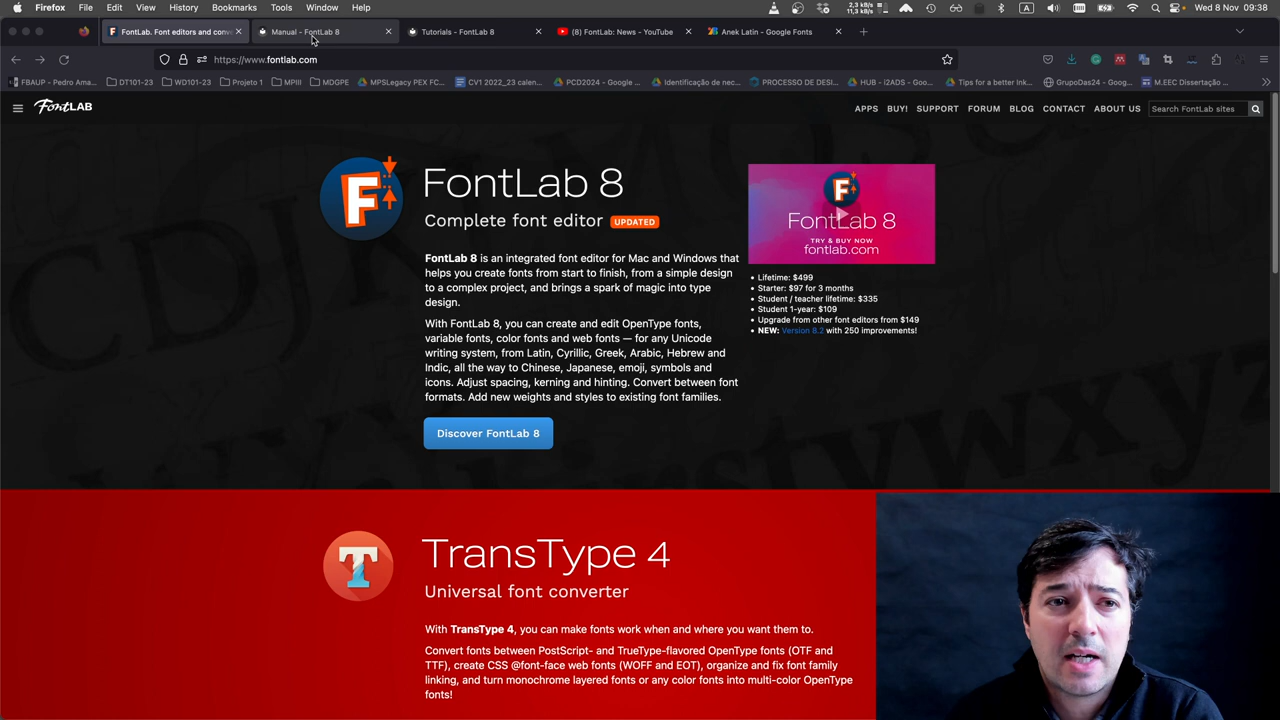 Firefox File Edit View History Bookmarks Tools Window Help
2,3 kB/s
11,3 kB/s
A
Wed 8 Nov 09:38
FontLab. Font editors and conv
Manual - FontLab 8
Tutorials - FontLab 8
(8) FontLab: News - YouTube
Anek Latin - Google Fonts
https://www.fontlab.com
FBAUP - Pedro Ama…
DT101-23
WD101-23
Projeto 1
MPIII
MDGPE
MPSLegacy PEX FC…
CV1 2022_23 calen…
PCD2024 - Google …
Identificação de nec…
PROCESSO DE DESI…
HUB - i2ADS - Goog…
Tips for a better Ink…
GrupoDas24 - Goog…
M.EEC Dissertação …
FontLAB
APPS BUY! SUPPORT FORUM BLOG CONTACT ABOUT US Search FontLab sites
FontLab 8
Complete font editor UPDATED
FontLab 8 is an integrated font editor for Mac and Windows that
helps you create fonts from start to finish, from a simple design
to a complex project, and brings a spark of magic into type
design.
With FontLab 8, you can create and edit OpenType fonts,
variable fonts, color fonts and web fonts — for any Unicode
writing system, from Latin, Cyrillic, Greek, Arabic, Hebrew and
Indic, all the way to Chinese, Japanese, emoji, symbols and
icons. Adjust spacing, kerning and hinting. Convert between font
formats. Add new weights and styles to existing font families.
Discover FontLab 8
F
FontLab 8
TRY & BUY NOW
fontlab.com
Lifetime: $499
Starter: $97 for 3 months
Student / teacher lifetime: $335
Student 1-year: $109
Upgrade from other font editors from $149
NEW: Version 8.2 with 250 improvements!
TransType 4
Universal font converter
With TransType 4, you can make fonts work when and where you want them to.
Convert fonts between PostScript- and TrueType-flavored OpenType fonts (OTF and
TTF), create CSS @font-face web fonts (WOFF and EOT), organize and fix font family
linking, and turn monochrome layered fonts or any color fonts into multi-color OpenType
fonts!